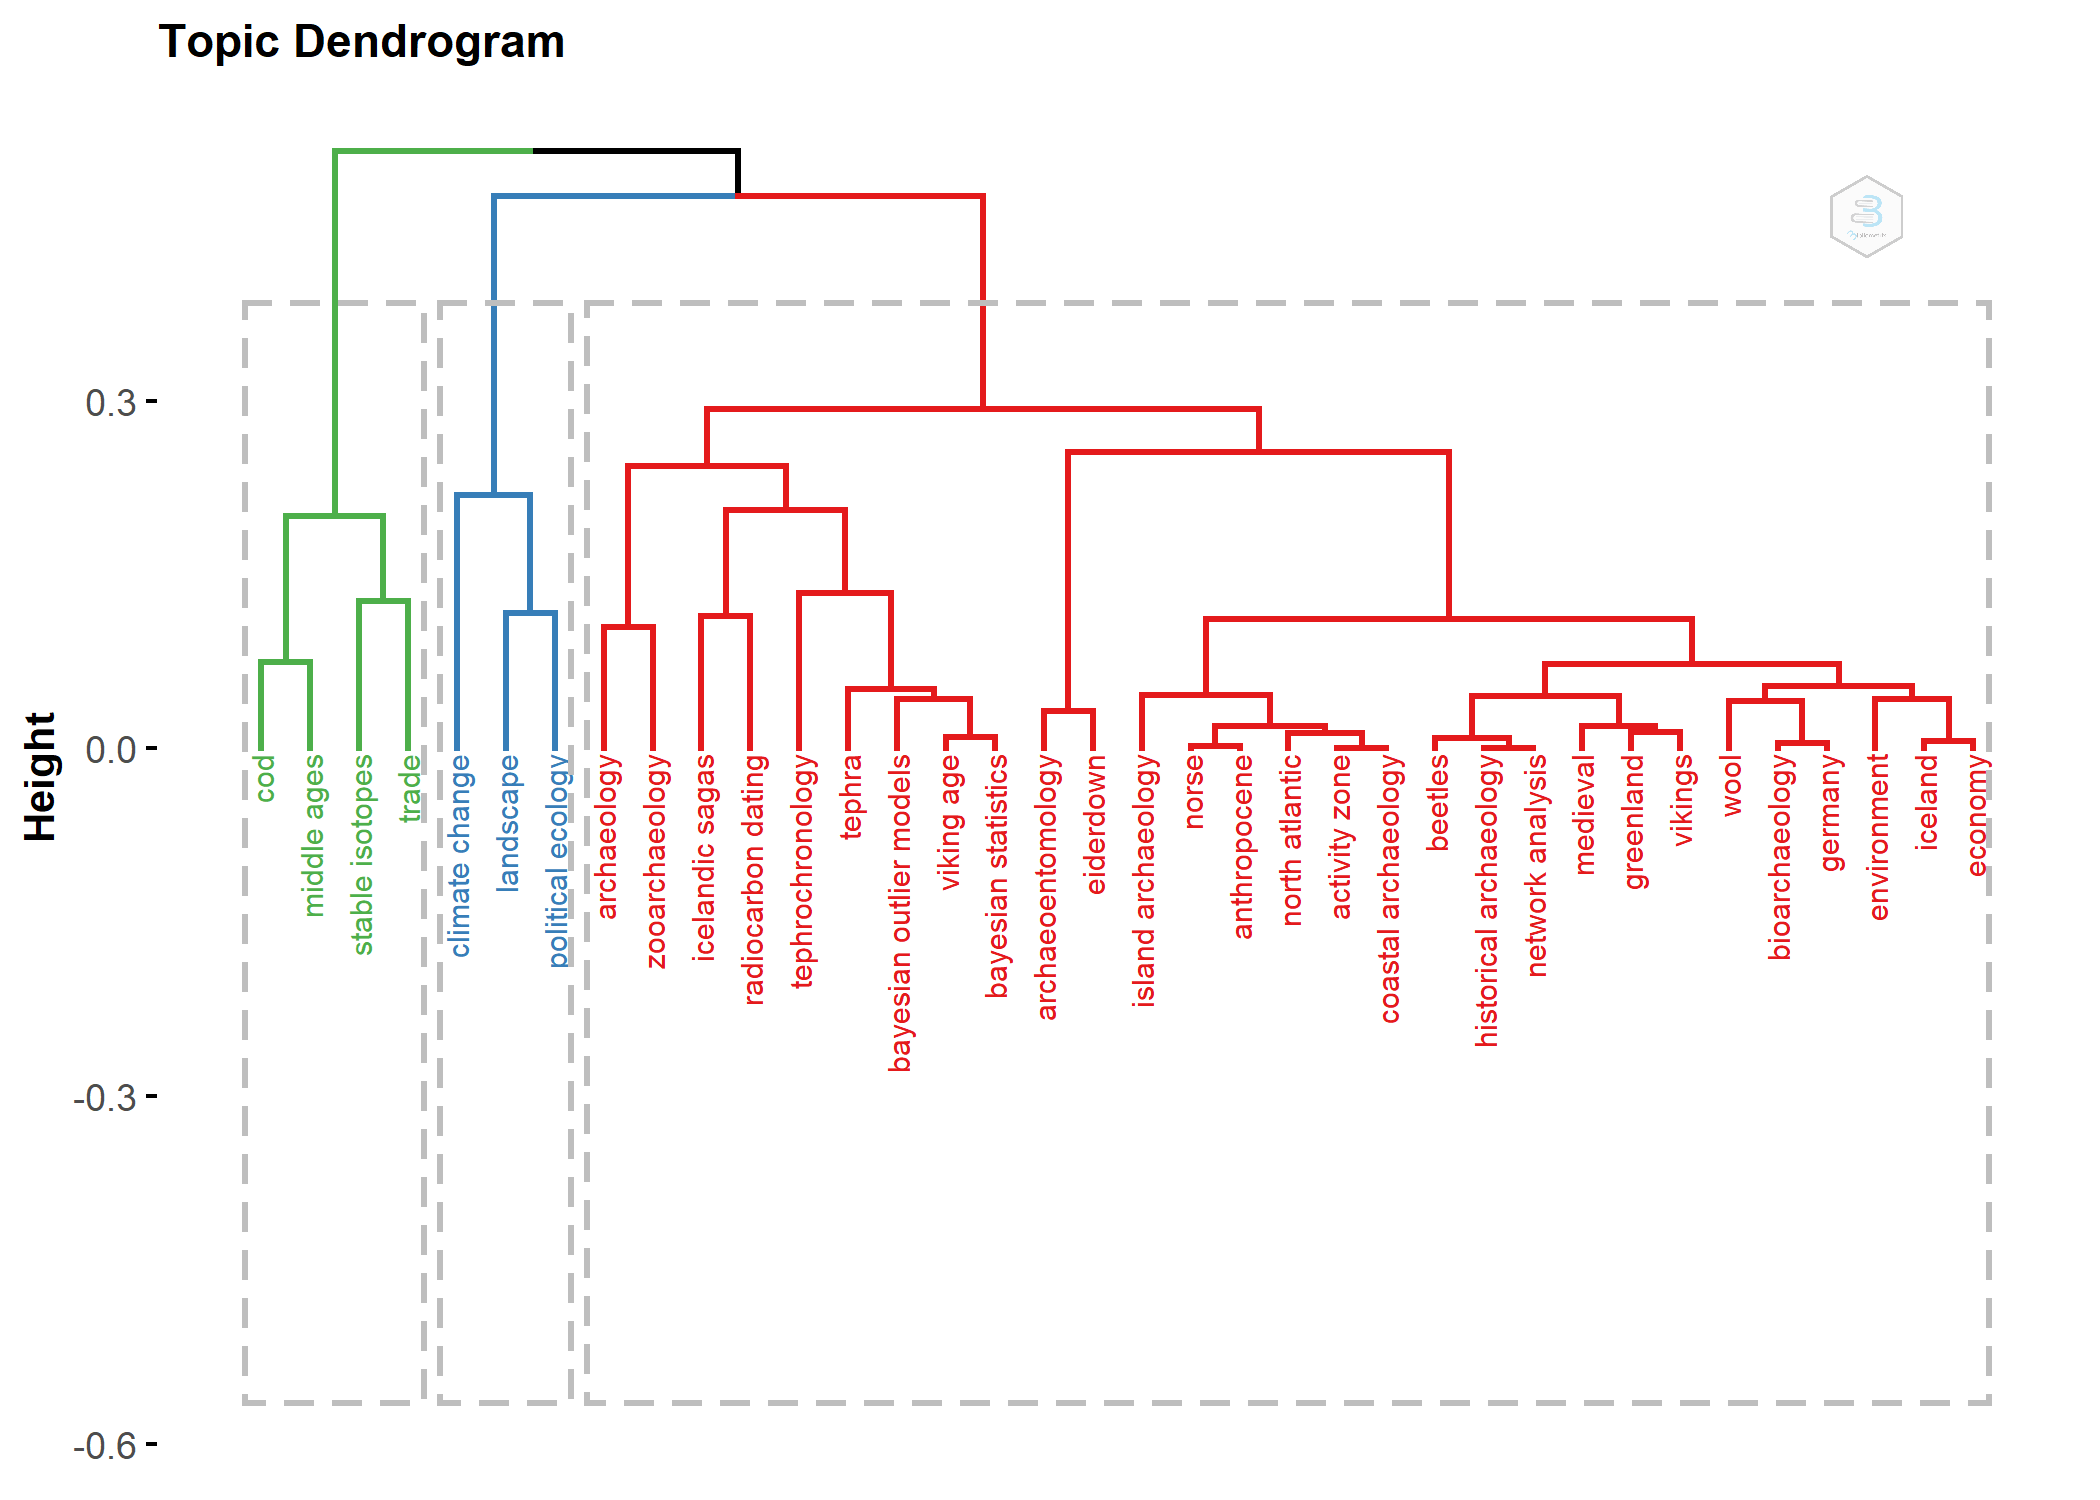 Topic Dendrogram
Height
0.3
0.0
-0.3
-0.6
cod
middle ages
stable isotopes
trade
climate change
landscape
political ecology
archaeology
zooarchaeology
icelandic sagas
radiocarbon dating
tephrochronology
tephra
bayesian outlier models
viking age
bayesian statistics
archaeoentomology
eiderdown
island archaeology
norse
anthropocene
north atlantic
activity zone
coastal archaeology
beetles
historical archaeology
network analysis
medieval
greenland
vikings
wool
bioarchaeology
germany
environment
iceland
economy